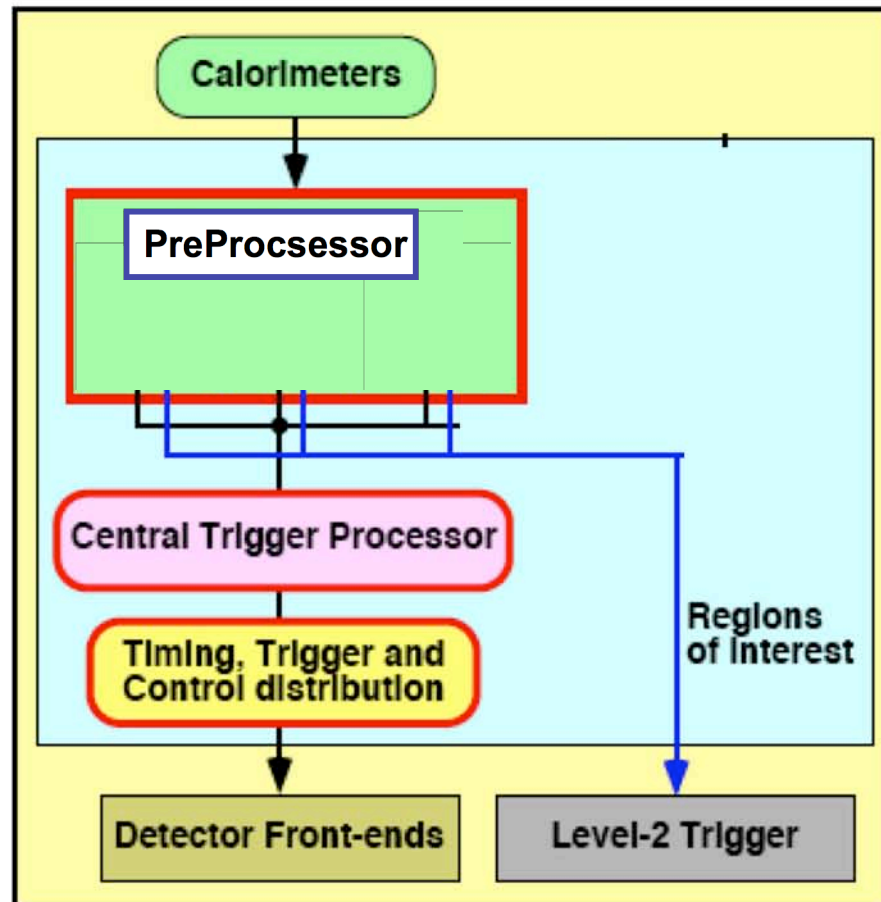 Calorimeters
PreProcsessor
Central Trigger Processor
Timing, Trigger and
Control distribution
Regions
of Interest
Detector Front-ends
Level-2 Trigger